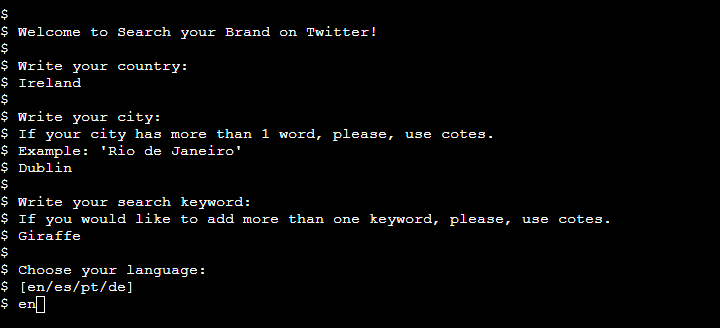 $
$ Welcome to Search your Brand on Twitter!
$
$ Write your country:
$ Ireland
$
$ Write your city:
$ If your city has more than 1 word, please, use cotes.
$ Example: 'Rio de Janeiro'
$ Dublin
$
$ Write your search keyword:
$ If you would like to add more than one keyword, please, use cotes.
$ Giraffe
$
$ Choose your language:
$ [en/es/pt/de]
$ en